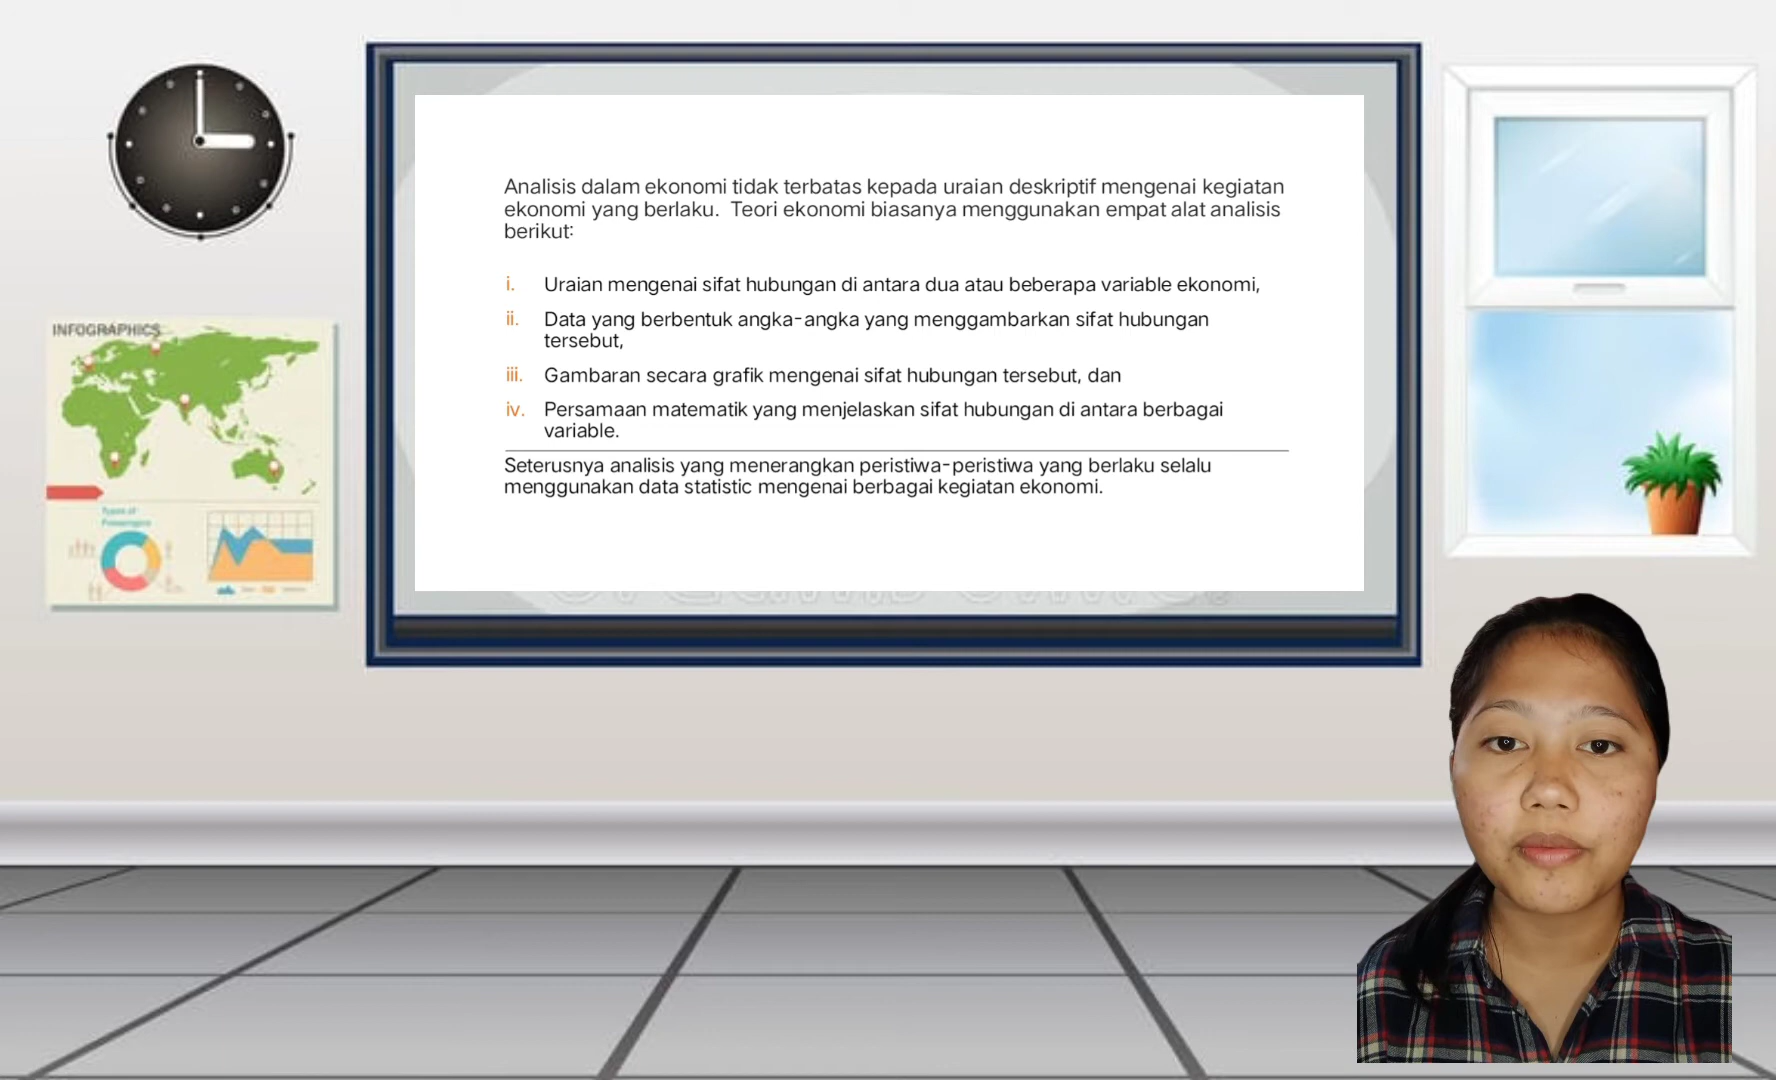 Analisis dalam ekonomi tidak terbatas kepada uraian deskriptif mengenai kegiatan
ekonomi yang berlaku. Teori ekonomi biasanya menggunakan empat alat analisis
berikut:
i. Uraian mengenai sifat hubungan di antara dua atau beberapa variable ekonomi,
ii. Data yang berbentuk angka-angka yang menggambarkan sifat hubungan
tersebut,
iii. Gambaran secara grafik mengenai sifat hubungan tersebut, dan
iv. Persamaan matematik yang menjelaskan sifat hubungan di antara berbagai
variable.
Seterusnya analisis yang menerangkan peristiwa-peristiwa yang berlaku selalu
menggunakan data statistic mengenai berbagai kegiatan ekonomi.
INFOGRAPHICS
Types of
Passengers